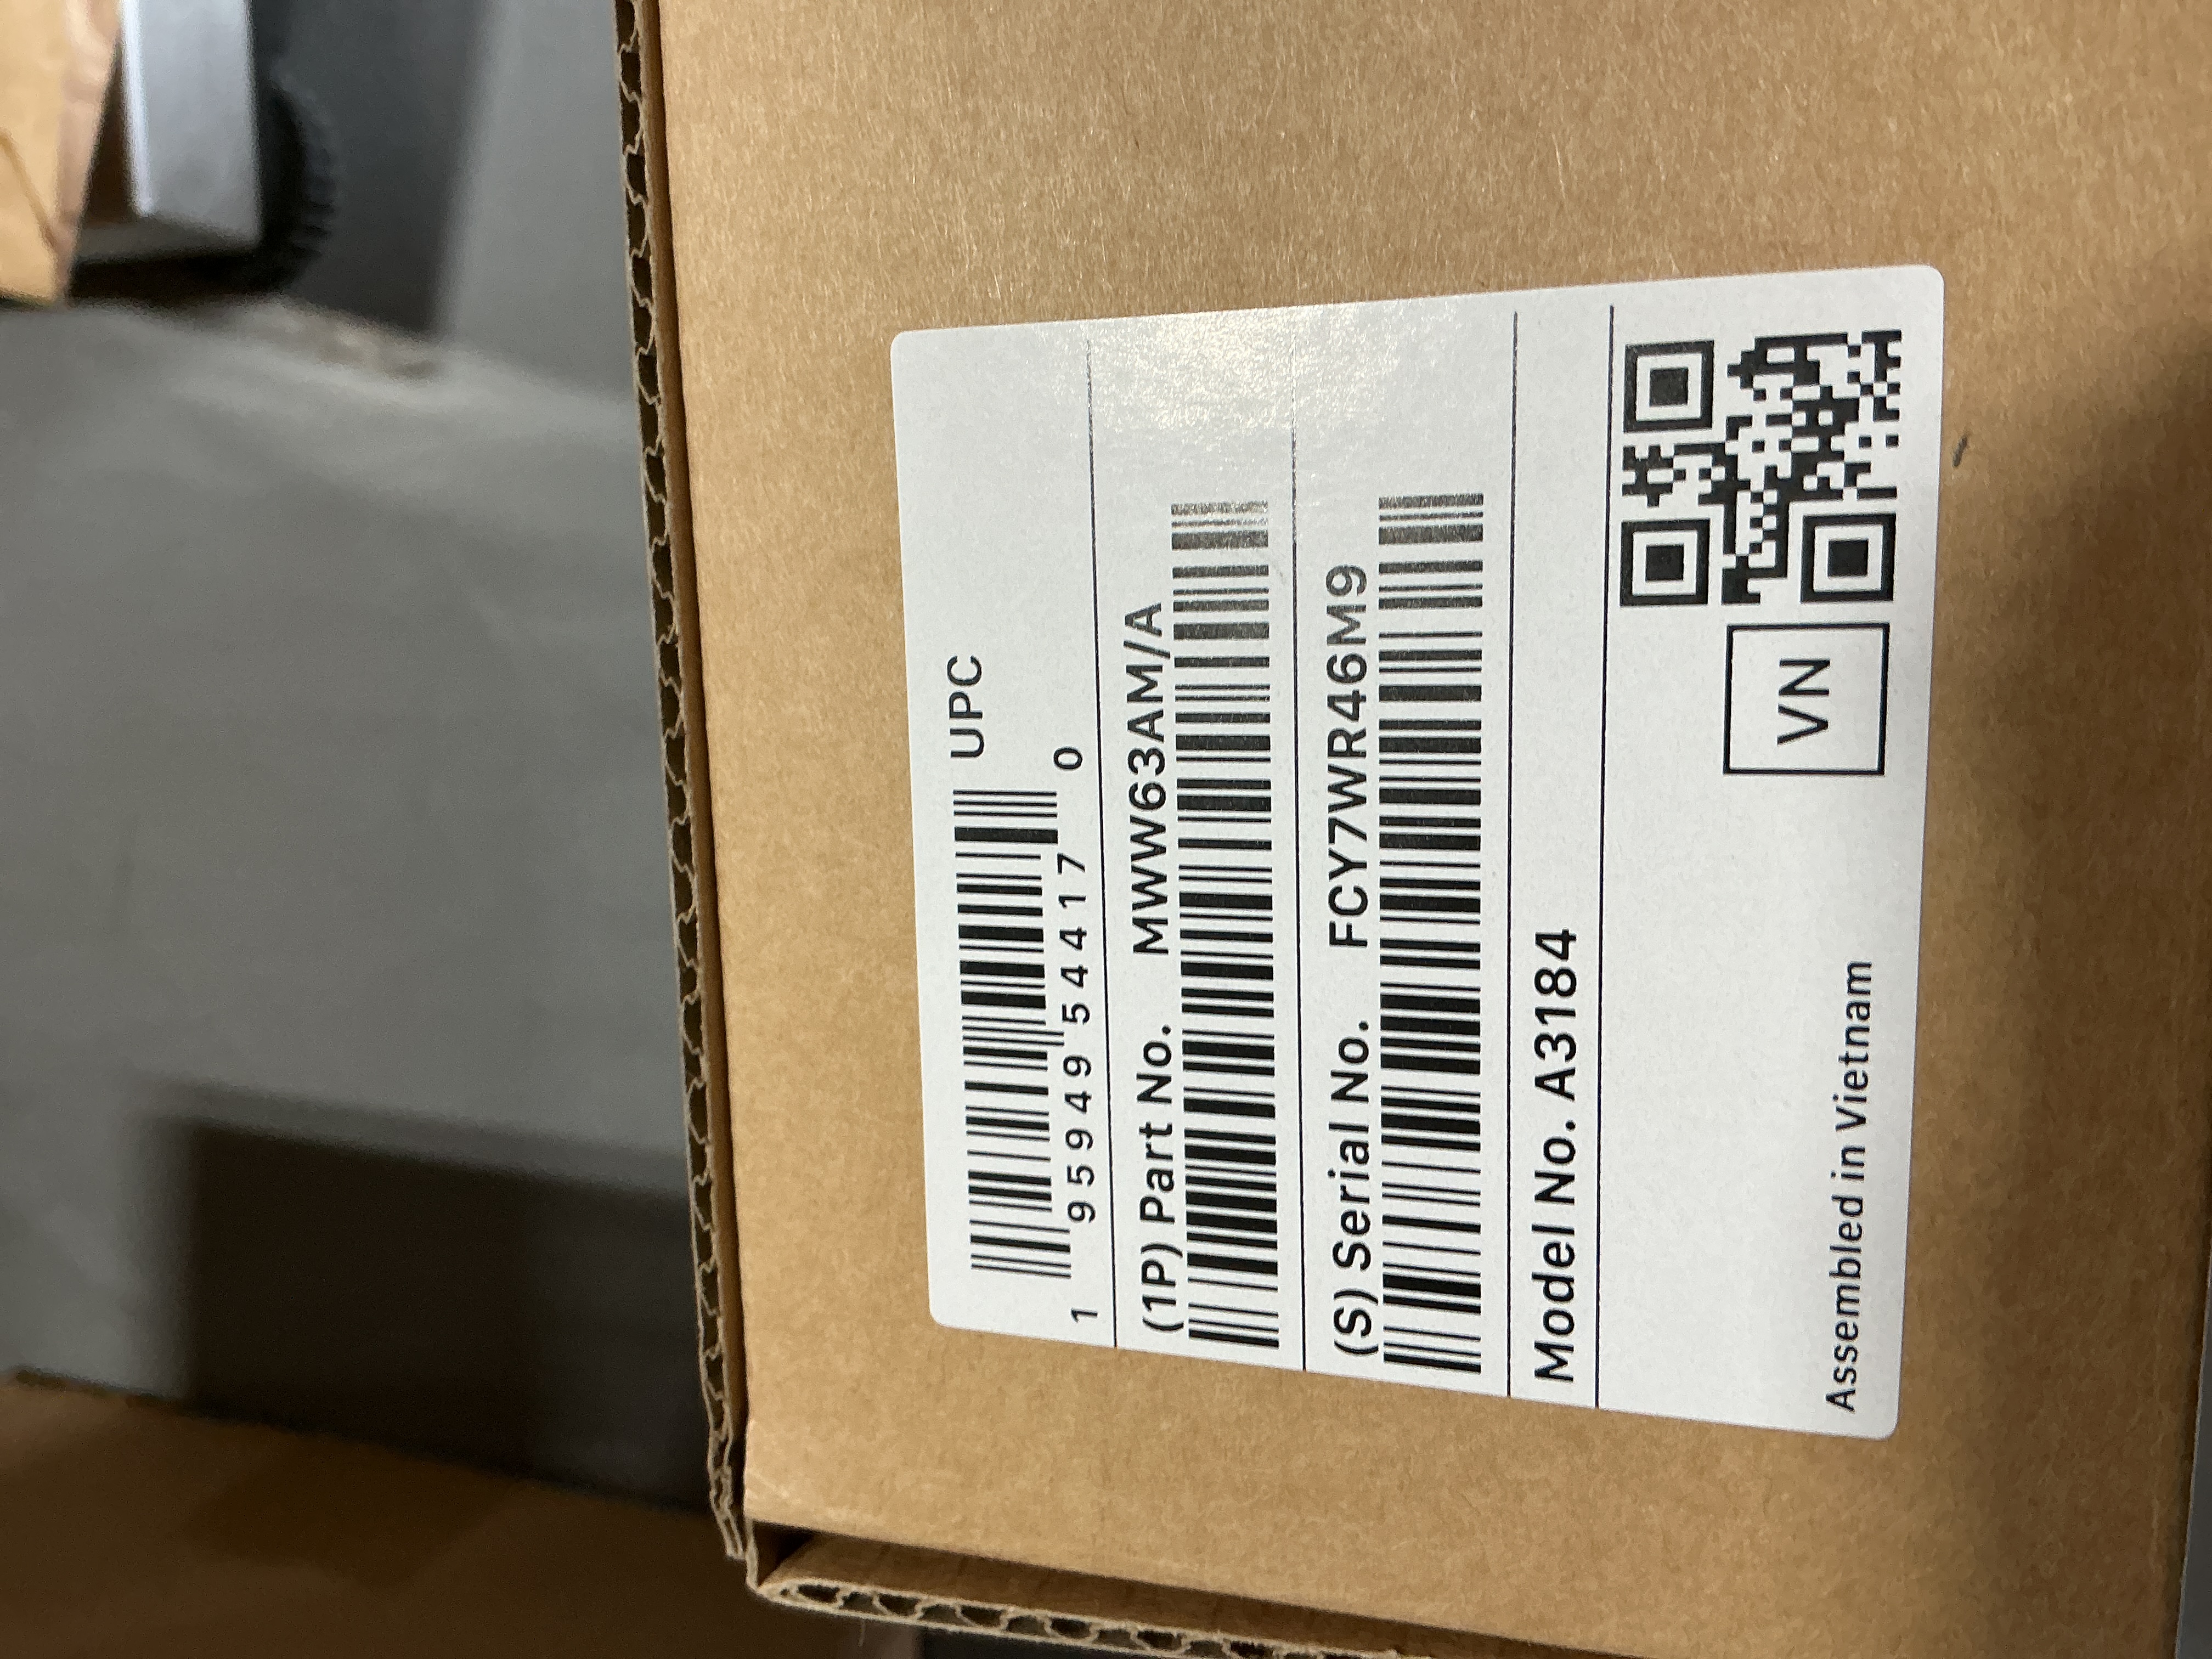 UPC
1 95949 54417 0
(1P) Part No. MWW63AM/A
(S) Serial No. FCY7WR46M9
Model No. A3184
Assembled in Vietnam
VN